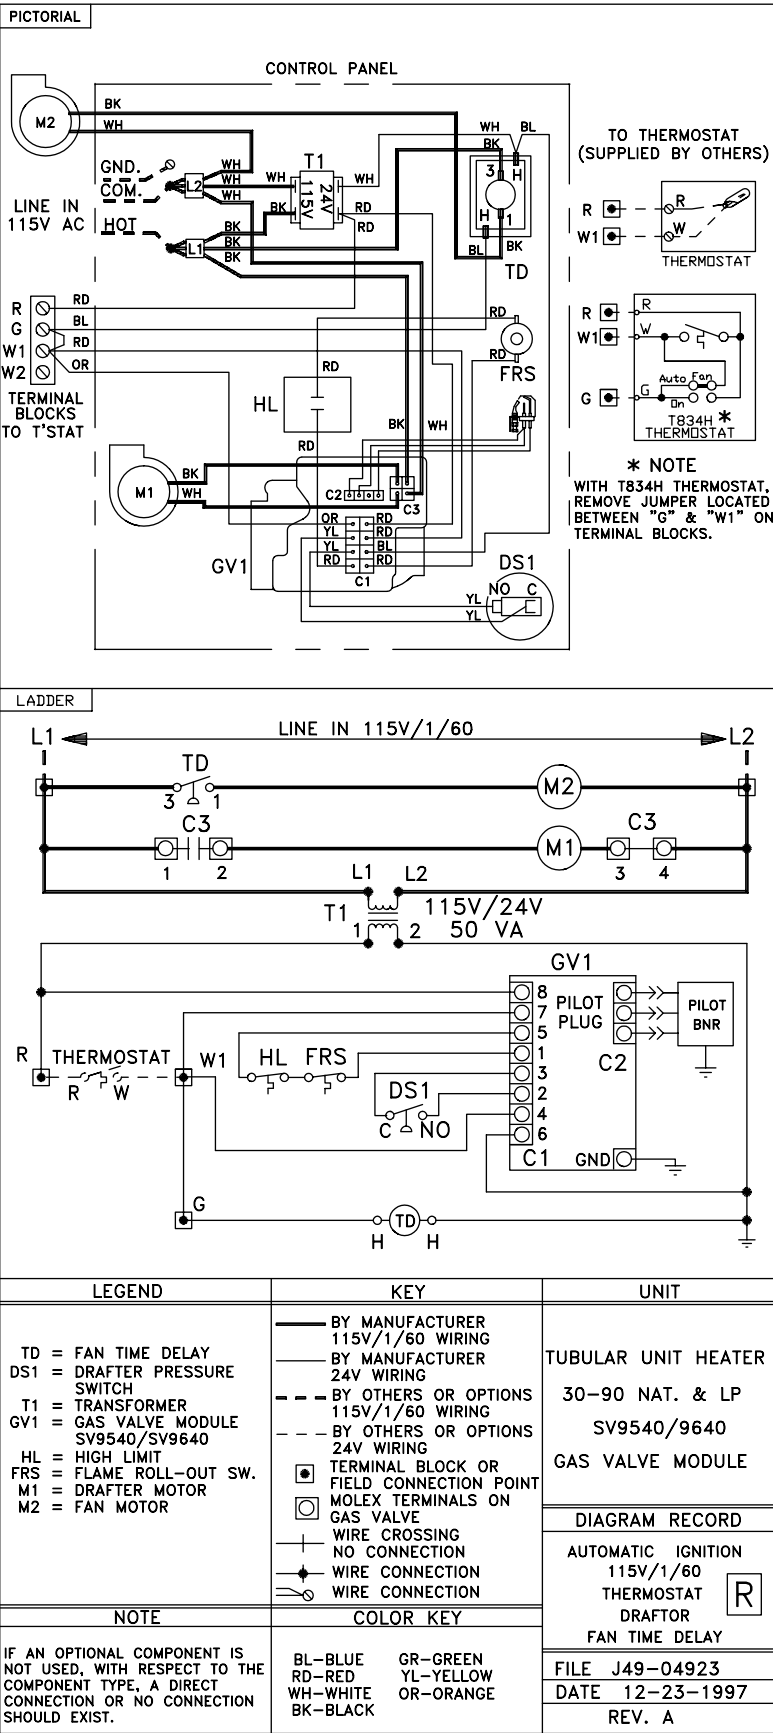 PICTORIAL
CONTROL PANEL
M2
BK
WH
GND.
COM.
LINE IN
115V AC
HOT
L2
L1
WH
WH
WH
WH
T1
115V
24V
WH
BK
BK
BK
BK
RD
RD
WH
BL
3
H
H
1
BL
BK
TD
TO THERMOSTAT
(SUPPLIED BY OTHERS)
R
R
W1
W
THERMOSTAT
R
G
W1
W2
RD
BL
RD
OR
TERMINAL
BLOCKS
TO T'STAT
RD
RD
FRS
RD
HL
RD
BK
WH
R
R
W1
W
Auto
Fan
G
G
On
T834H *
THERMOSTAT
* NOTE
WITH T834H THERMOSTAT,
REMOVE JUMPER LOCATED
BETWEEN "G" & "W1" ON
TERMINAL BLOCKS.
M1
BK
WH
C2
C3
OR
RD
YL
RD
YL
BL
RD
RD
C1
GV1
DS1
NO
C
YL
YL
LADDER
L1
LINE IN 115V/1/60
L2
TD
3
1
M2
C3
1
2
M1
C3
3
4
L1
L2
T1
115V/24V
1
2
50 VA
GV1
8
7
5
1
3
2
4
6
PILOT
PLUG
PILOT
BNR
C2
R
THERMOSTAT
R
W
W1
HL
FRS
DS1
C
NO
C1
GND
G
TD
H
H
LEGEND
TD = FAN TIME DELAY
DS1 = DRAFTER PRESSURE
SWITCH
T1 = TRANSFORMER
GV1 = GAS VALVE MODULE
SV9540/SV9640
HL = HIGH LIMIT
FRS = FLAME ROLL-OUT SW.
M1 = DRAFTER MOTOR
M2 = FAN MOTOR
KEY
BY MANUFACTURER
115V/1/60 WIRING
BY MANUFACTURER
24V WIRING
BY OTHERS OR OPTIONS
115V/1/60 WIRING
BY OTHERS OR OPTIONS
24V WIRING
TERMINAL BLOCK OR
FIELD CONNECTION POINT
MOLEX TERMINALS ON
GAS VALVE
WIRE CROSSING
NO CONNECTION
WIRE CONNECTION
WIRE CONNECTION
UNIT
TUBULAR UNIT HEATER
30-90 NAT. & LP
SV9540/9640
GAS VALVE MODULE
DIAGRAM RECORD
AUTOMATIC IGNITION
115V/1/60
THERMOSTAT
DRAFTOR
FAN TIME DELAY
R
NOTE
IF AN OPTIONAL COMPONENT IS
NOT USED, WITH RESPECT TO THE
COMPONENT TYPE, A DIRECT
CONNECTION OR NO CONNECTION
SHOULD EXIST.
COLOR KEY
BL-BLUE GR-GREEN
RD-RED YL-YELLOW
WH-WHITE OR-ORANGE
BK-BLACK
FILE J49-04923
DATE 12-23-1997
REV. A